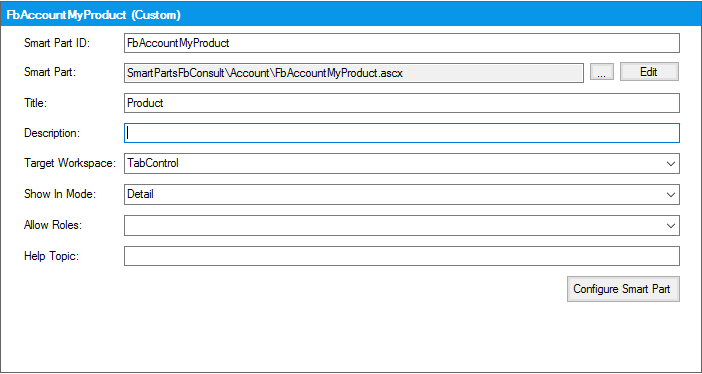 FbAccountMyProduct (Custom)
Smart Part ID: FbAccountMyProduct
Smart Part: SmartPartsFbConsult\Account\FbAccountMyProduct.ascx ... Edit
Title: Product
Description:
Target Workspace: TabControl
Show In Mode: Detail
Allow Roles:
Help Topic:
Configure Smart Part